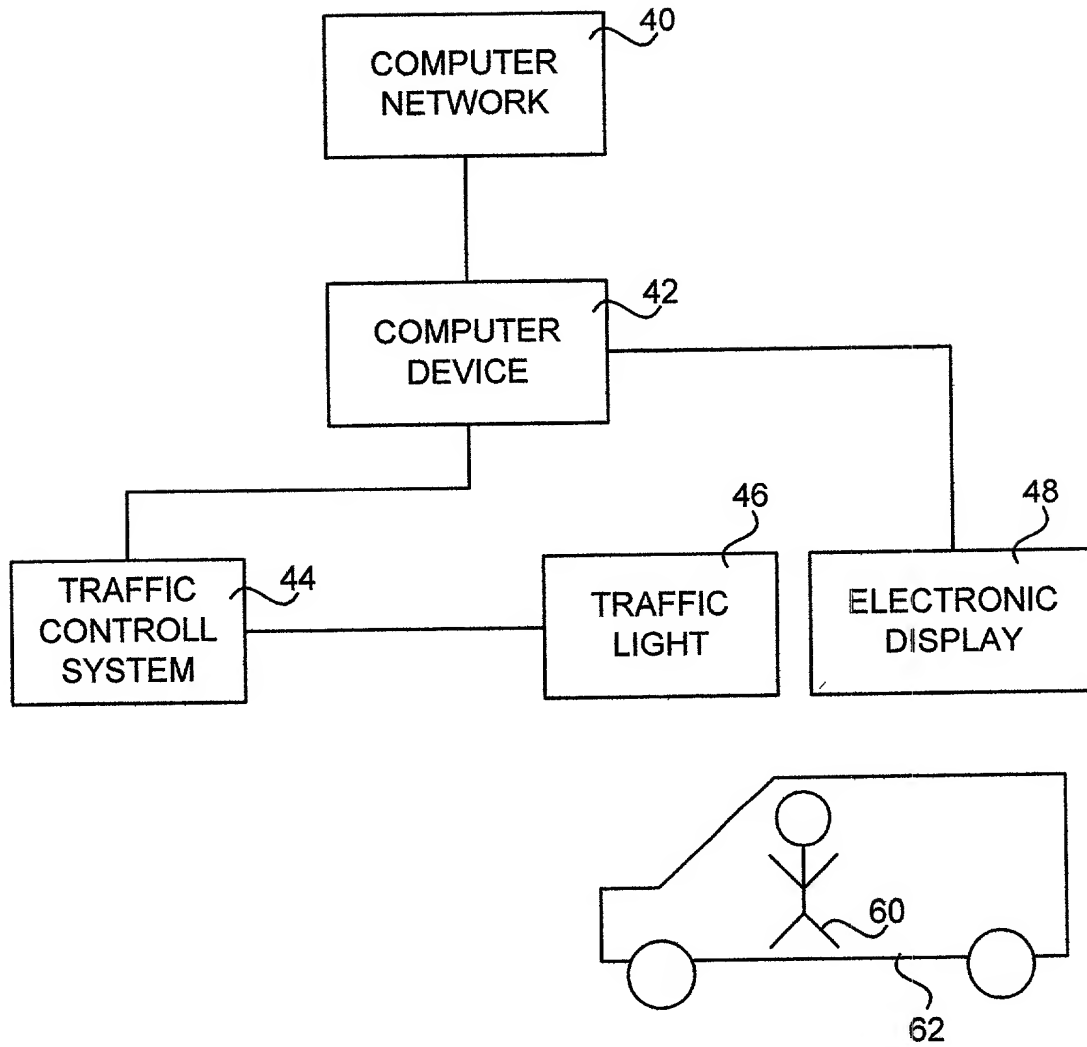 40
COMPUTER
NETWORK
42
COMPUTER
DEVICE
44
TRAFFIC
CONTROLL
SYSTEM
46
TRAFFIC
LIGHT
48
ELECTRONIC
DISPLAY
60
62